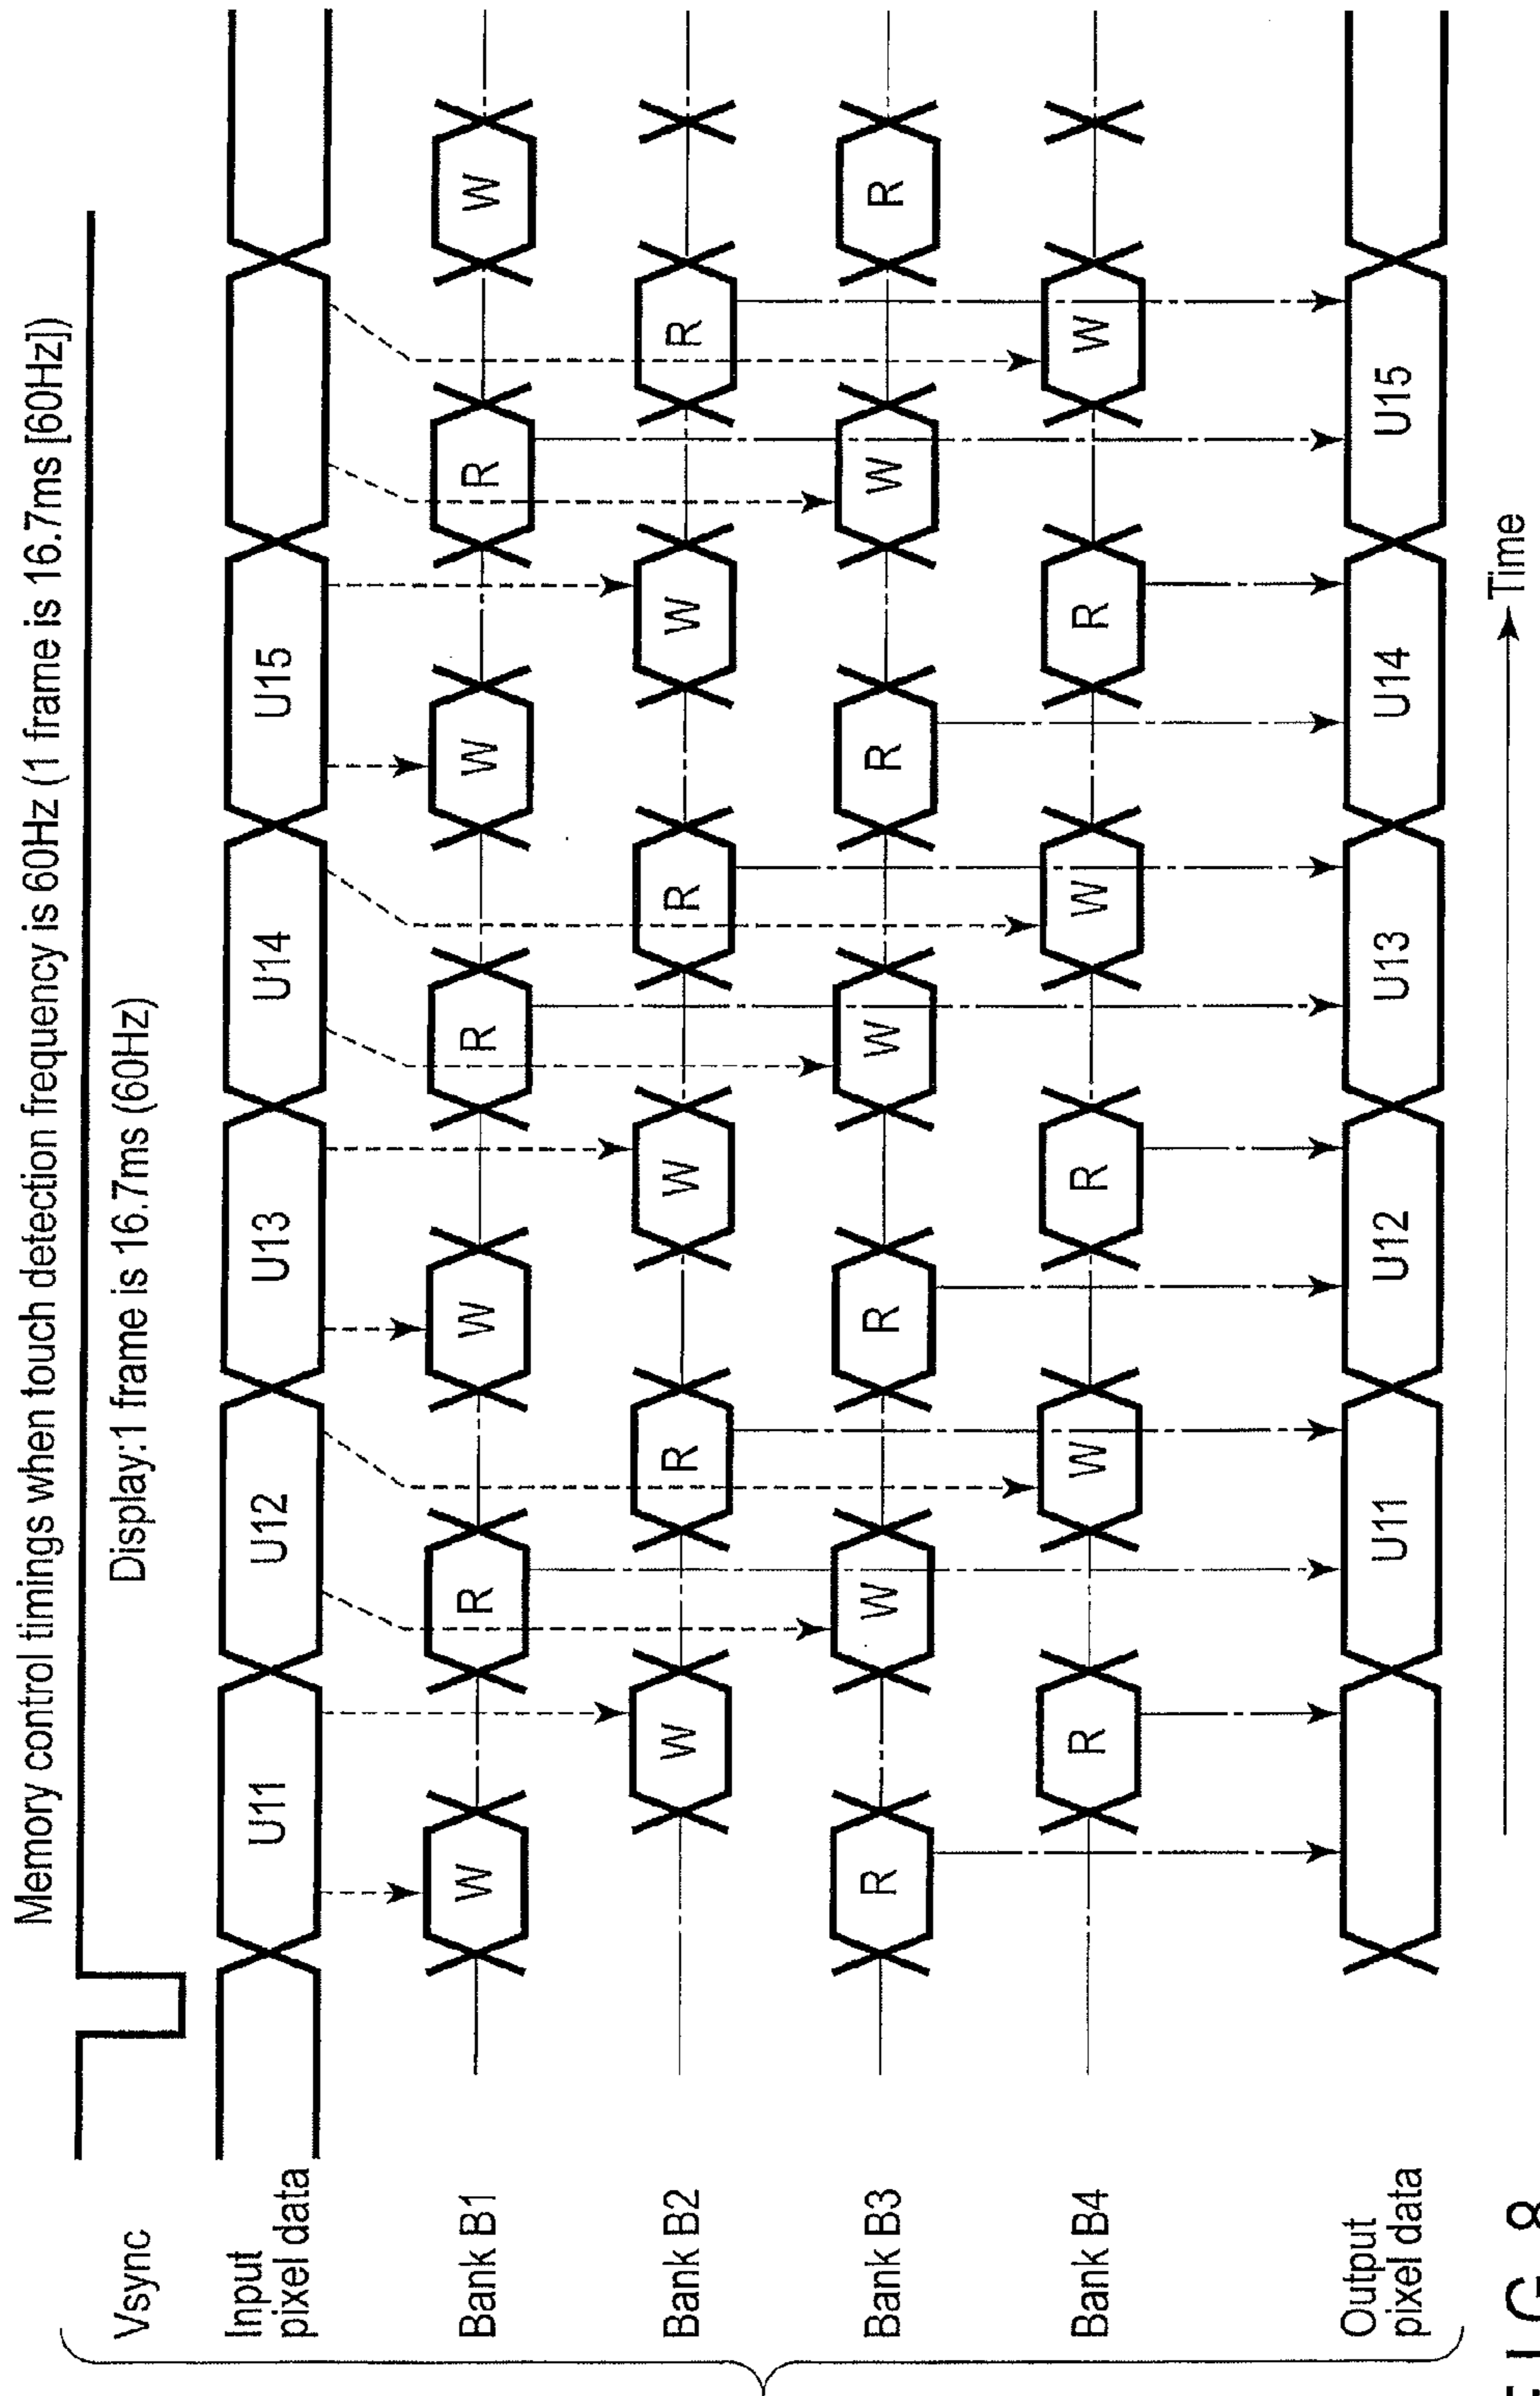 Memory control timings when touch detection frequency is 60Hz (1 frame is 16.7ms [60Hz])
Display:1 frame is 16.7ms (60Hz)
Vsync
Input
pixel data
U11 U12 U13 U14 U15
Bank B1
W R W R W R W
Bank B2
W R W R W R
Bank B3
R W R W R W R
Bank B4
R W R W R W
Output
pixel data
U11 U12 U13 U14 U15
Time
FIG. 8